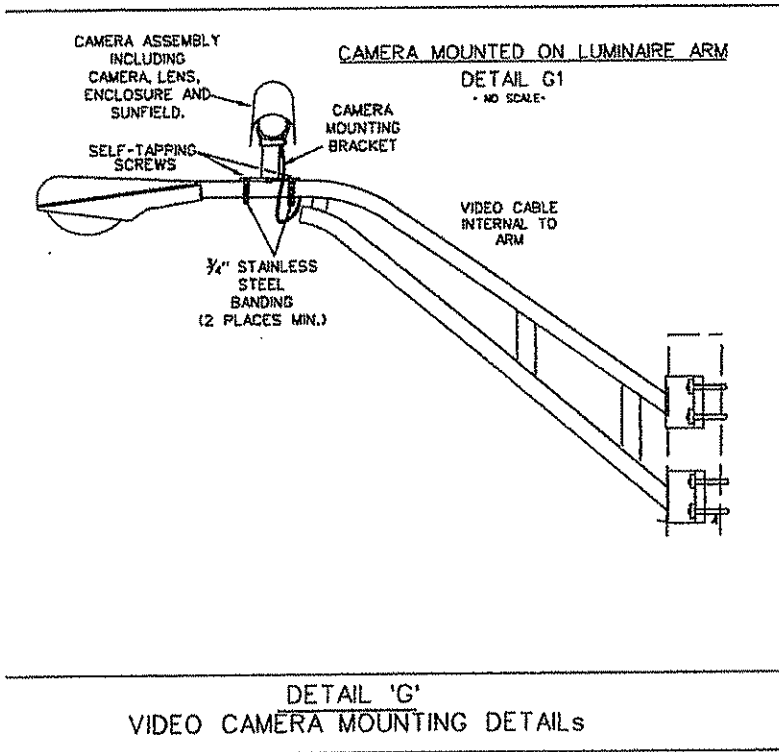 CAMERA ASSEMBLY
INCLUDING
CAMERA, LENS,
ENCLOSURE AND
SUNFIELD.
CAMERA MOUNTED ON LUMINAIRE ARM
DETAIL G1
- NO SCALE-
CAMERA
MOUNTING
BRACKET
SELF-TAPPING
SCREWS
VIDEO CABLE
INTERNAL TO
ARM
¾" STAINLESS
STEEL
BANDING
(2 PLACES MIN.)
DETAIL 'G'
VIDEO CAMERA MOUNTING DETAILs